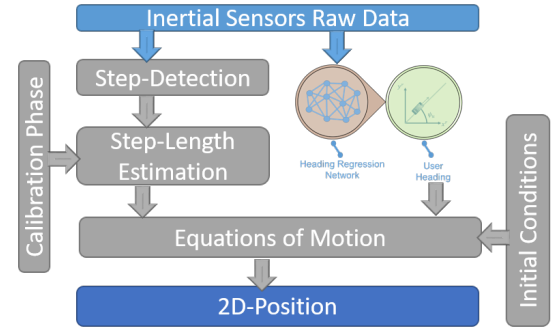 Inertial Sensors Raw Data
Step-Detection
Calibration Phase
Step-Length
Estimation
Heading Regression
Network
User
Heading
Equations of Motion
Initial Conditions
2D-Position